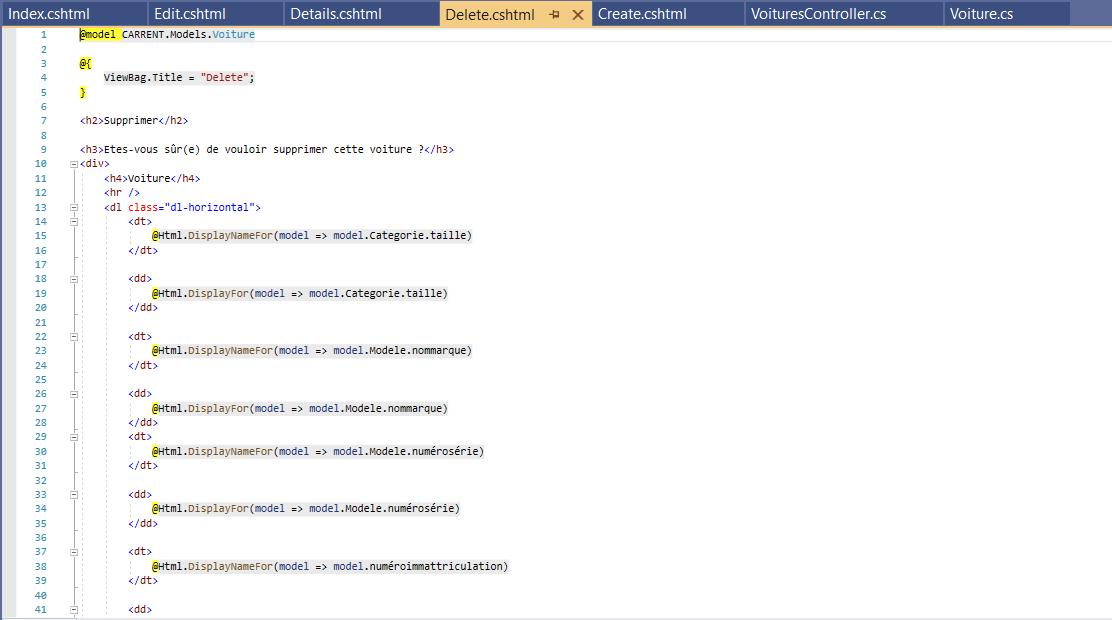 Index.cshtml Edit.cshtml Details.cshtml Delete.cshtml Create.cshtml VoituresController.cs Voiture.cs
1 @model CARRENT.Models.Voiture
2
3 @{
4 ViewBag.Title = "Delete";
5 }
6
7 <h2>Supprimer</h2>
8
9 <h3>Etes-vous sûr(e) de vouloir supprimer cette voiture ?</h3>
10 <div>
11 <h4>Voiture</h4>
12 <hr />
13 <dl class="dl-horizontal">
14 <dt>
15 @Html.DisplayNameFor(model => model.Categorie.taille)
16 </dt>
17
18 <dd>
19 @Html.DisplayFor(model => model.Categorie.taille)
20 </dd>
21
22 <dt>
23 @Html.DisplayNameFor(model => model.Modele.nommarque)
24 </dt>
25
26 <dd>
27 @Html.DisplayFor(model => model.Modele.nommarque)
28 </dd>
29 <dt>
30 @Html.DisplayNameFor(model => model.Modele.numérosérie)
31 </dt>
32
33 <dd>
34 @Html.DisplayFor(model => model.Modele.numérosérie)
35 </dd>
36
37 <dt>
38 @Html.DisplayNameFor(model => model.numéroimmattriculation)
39 </dt>
40
41 <dd>